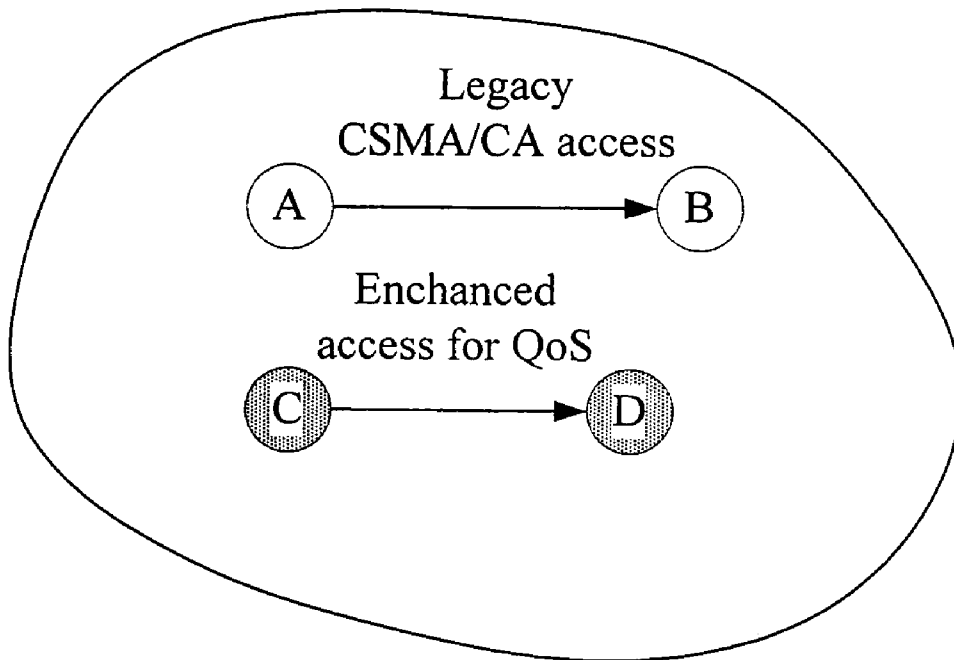 Legacy
CSMA/CA access
A
B
Enchanced
access for QoS
C
D